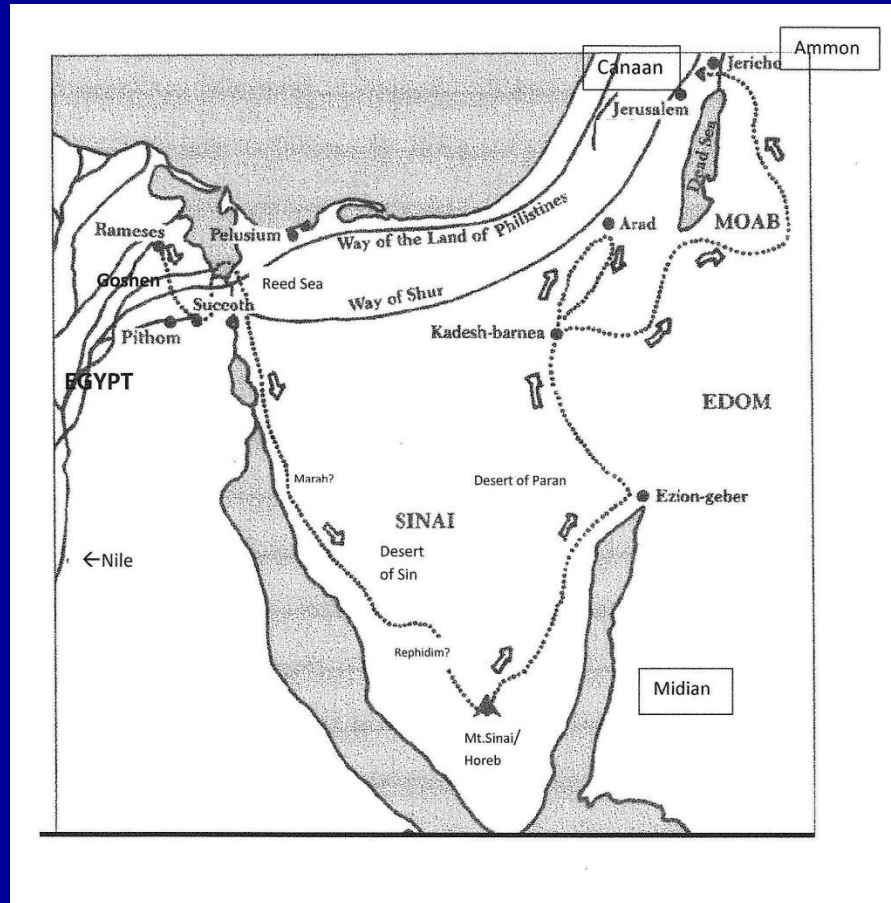 Ammon
Canaan
Jericho
Jerusalem
Dead Sea
Rameses
Pelusium
Way of the Land of Philistines
Arad
MOAB
Goshen
Reed Sea
Succoth
Way of Shur
Kadesh-barnea
Pithom
EGYPT
EDOM
Marah?
Desert of Paran
Ezion-geber
SINAI
←Nile
Desert
of Sin
Rephidim?
Midian
Mt.Sinai/
Horeb